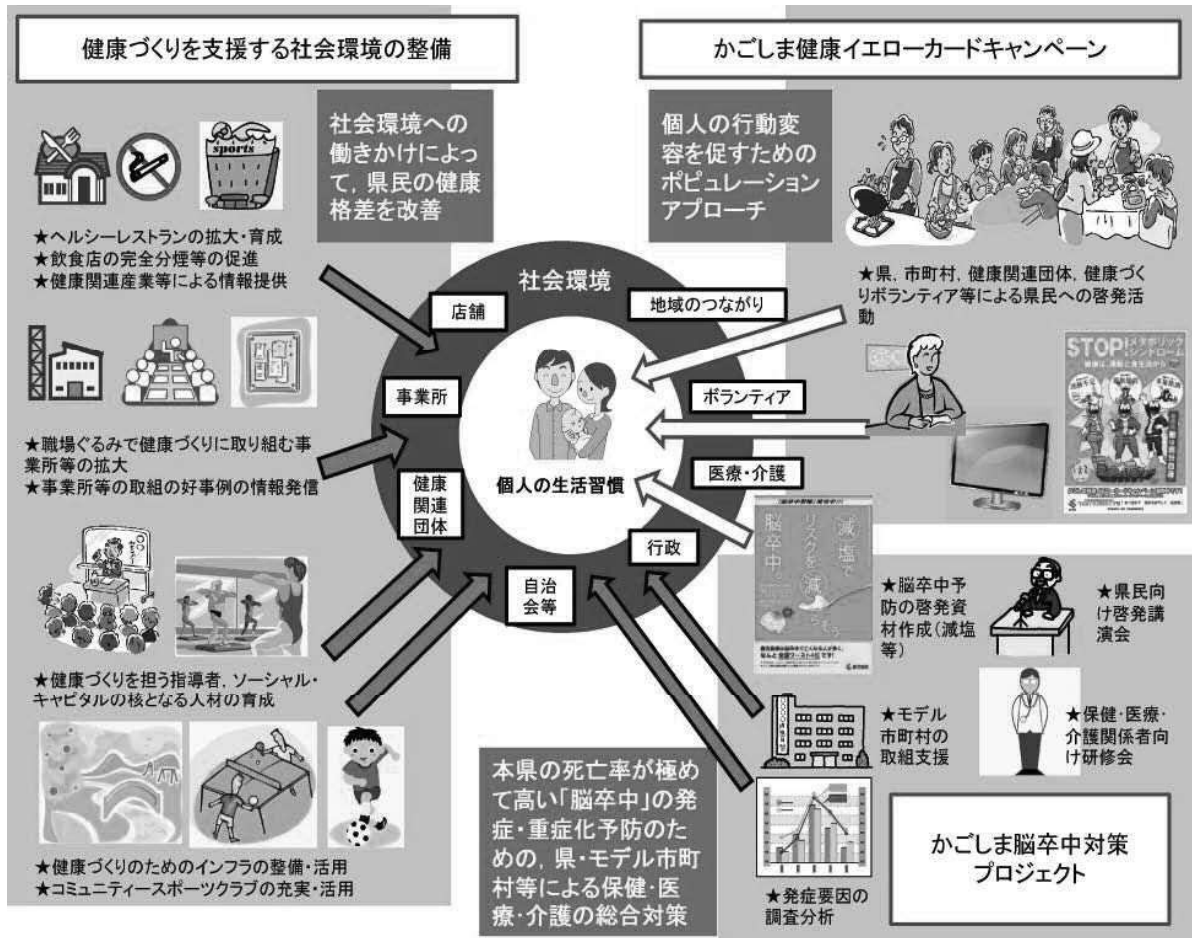 健康づくりを支援する社会環境の整備
かごしま健康イエローカードキャンペーン
社会環境への
働きかけによっ
て，県民の健康
格差を改善
個人の行動変
容を促すための
ポピュレーション
アプローチ
sports
★ヘルシーレストランの拡大・育成
★飲食店の完全分煙等の促進
★健康関連産業等による情報提供
★職場ぐるみで健康づくりに取り組む事
業所等の拡大
★事業所等の取組の好事例の情報発信
★健康づくりを担う指導者，ソーシャル・
キャピタルの核となる人材の育成
★健康づくりのためのインフラの整備・活用
★コミュニティースポーツクラブの充実・活用
社会環境
店舗
地域のつながり
事業所
ボランティア
健康
関連
団体
医療・介護
自治
会等
行政
個人の生活習慣
★県，市町村，健康関連団体，健康づく
りボランティア等による県民への啓発活
動
STOP!
メタボリック
シンドローム
減塩で
リスクを減
脳卒中。
★脳卒中予
防の啓発資
材作成（減塩
等）
★県民向
け啓発講
演会
★モデル
市町村の
取組支援
★保健・医療・
介護関係者向
け研修会
★発症要因の
調査分析
本県の死亡率が極め
て高い「脳卒中」の発
症・重症化予防のた
めの，県・モデル市町
村等による保健・医
療・介護の総合対策
かごしま脳卒中対策
プロジェクト